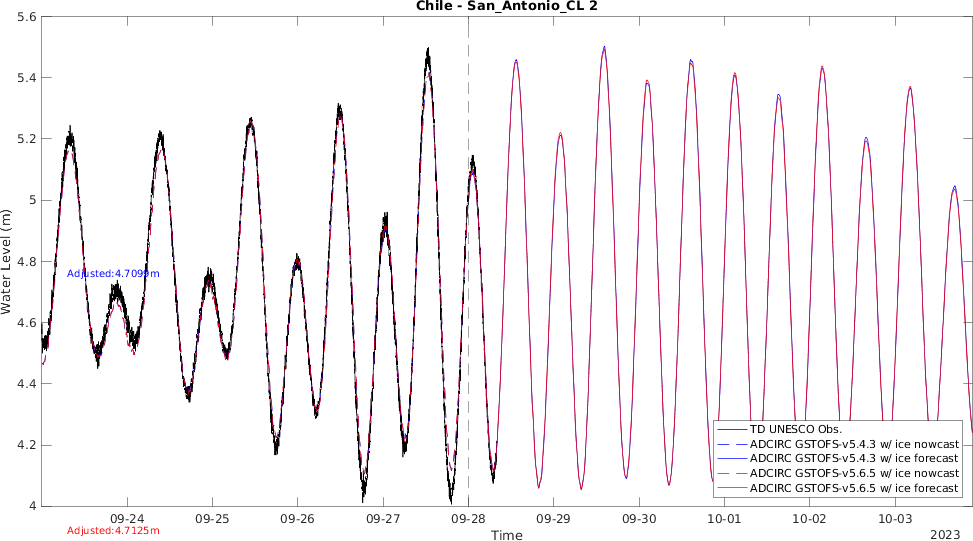 Chile - San_Antonio_CL 2
5.6
5.4
5.2
5
4.8
4.6
4.4
4.2
4
Water Level (m)
Adjusted:4.7099m
TD UNESCO Obs.
ADCIRC GSTOFS-v5.4.3 w/ ice nowcast
ADCIRC GSTOFS-v5.4.3 w/ ice forecast
ADCIRC GSTOFS-v5.6.5 w/ ice nowcast
ADCIRC GSTOFS-v5.6.5 w/ ice forecast
09-24 09-25 09-26 09-27 09-28 09-29 09-30 10-01 10-02 10-03
Adjusted:4.7125m
Time
2023